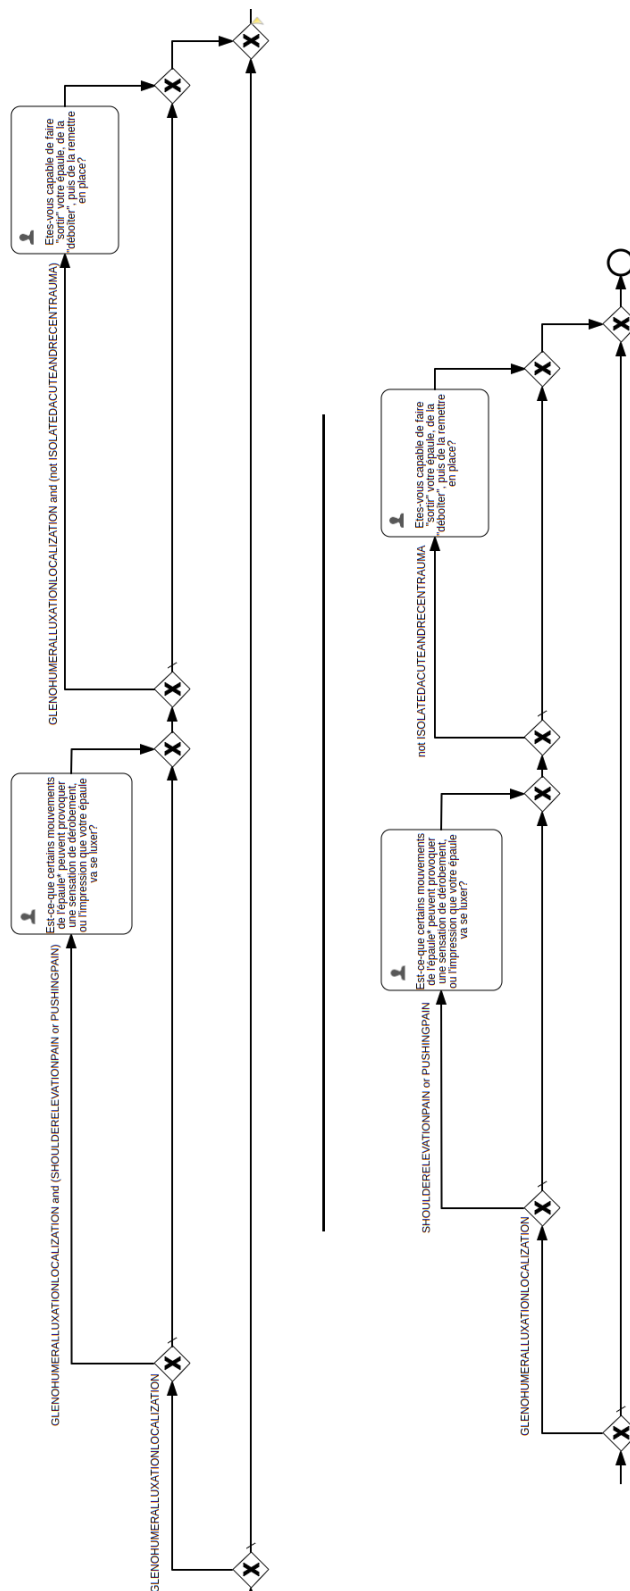 GLENOHUMERALLUXATIONLOCALIZATION
GLENOHUMERALLUXATIONLOCALIZATION and (SHOULDERELEVATIONPAIN or PUSHINGPAIN)
Est-ce-que certains mouvements
de l'épaule* peuvent provoquer
une sensation de dérobement,
ou l'impression que votre épaule
va se luxer?
GLENOHUMERALLUXATIONLOCALIZATION and (not ISOLATEDACUTEANDRECENTRAUMA)
Etes-vous capable de faire
"sortir" votre épaule, de la
"déboîter", puis de la remettre
en place?
GLENOHUMERALLUXATIONLOCALIZATION
SHOULDERELEVATIONPAIN or PUSHINGPAIN
Est-ce-que certains mouvements
de l'épaule* peuvent provoquer
une sensation de dérobement,
ou l'impression que votre épaule
va se luxer?
not ISOLATEDACUTEANDRECENTRAUMA
Etes-vous capable de faire
"sortir" votre épaule, de la
"déboîter", puis de la remettre
en place?